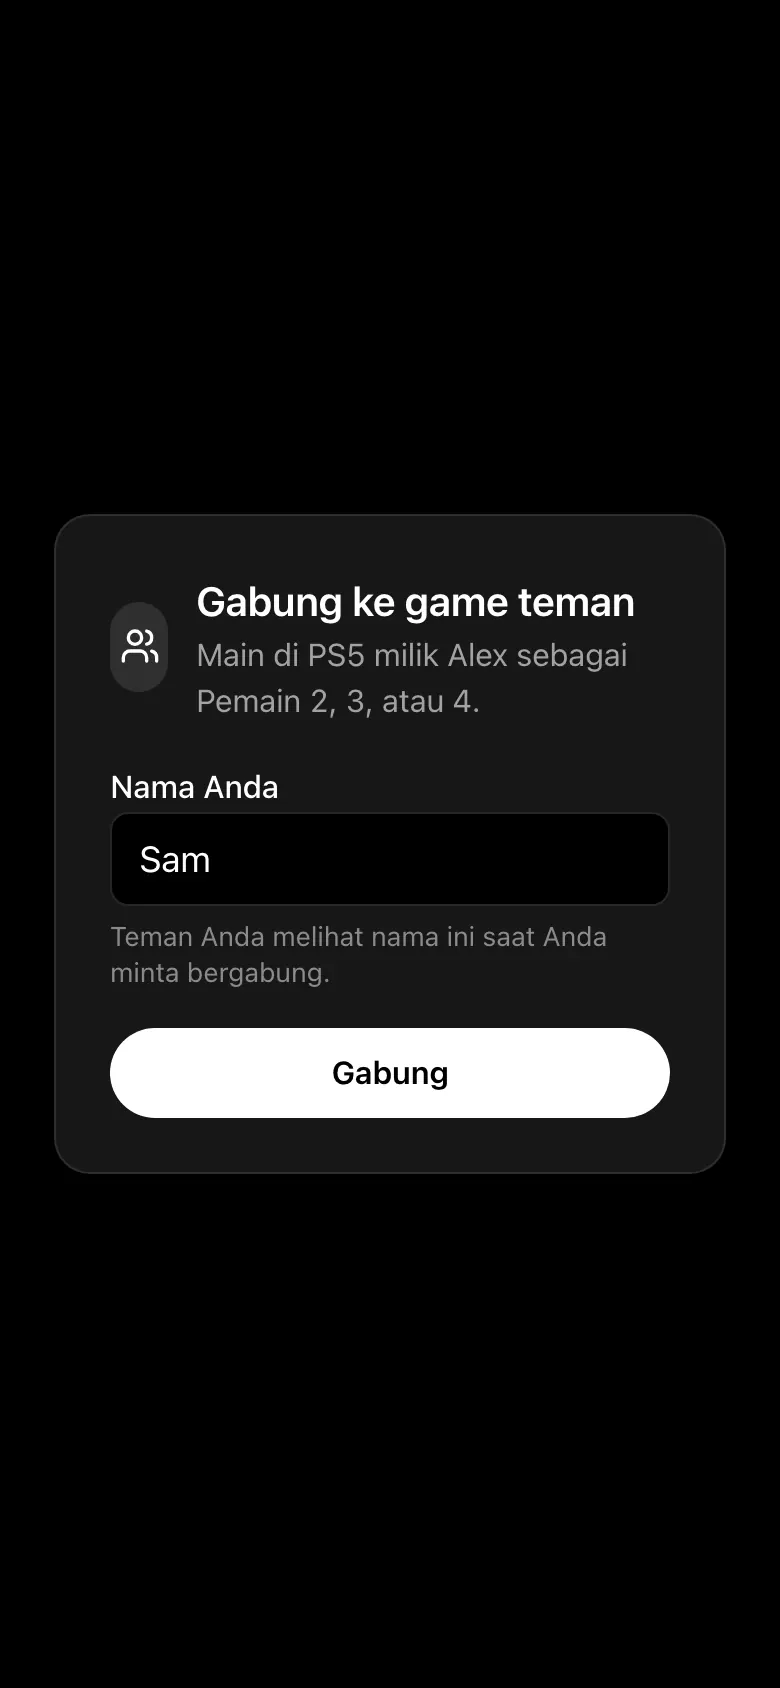 Gabung ke game teman
Main di PS5 milik Alex sebagai
Pemain 2, 3, atau 4.
Nama Anda
Sam
Teman Anda melihat nama ini saat Anda
minta bergabung.
Gabung